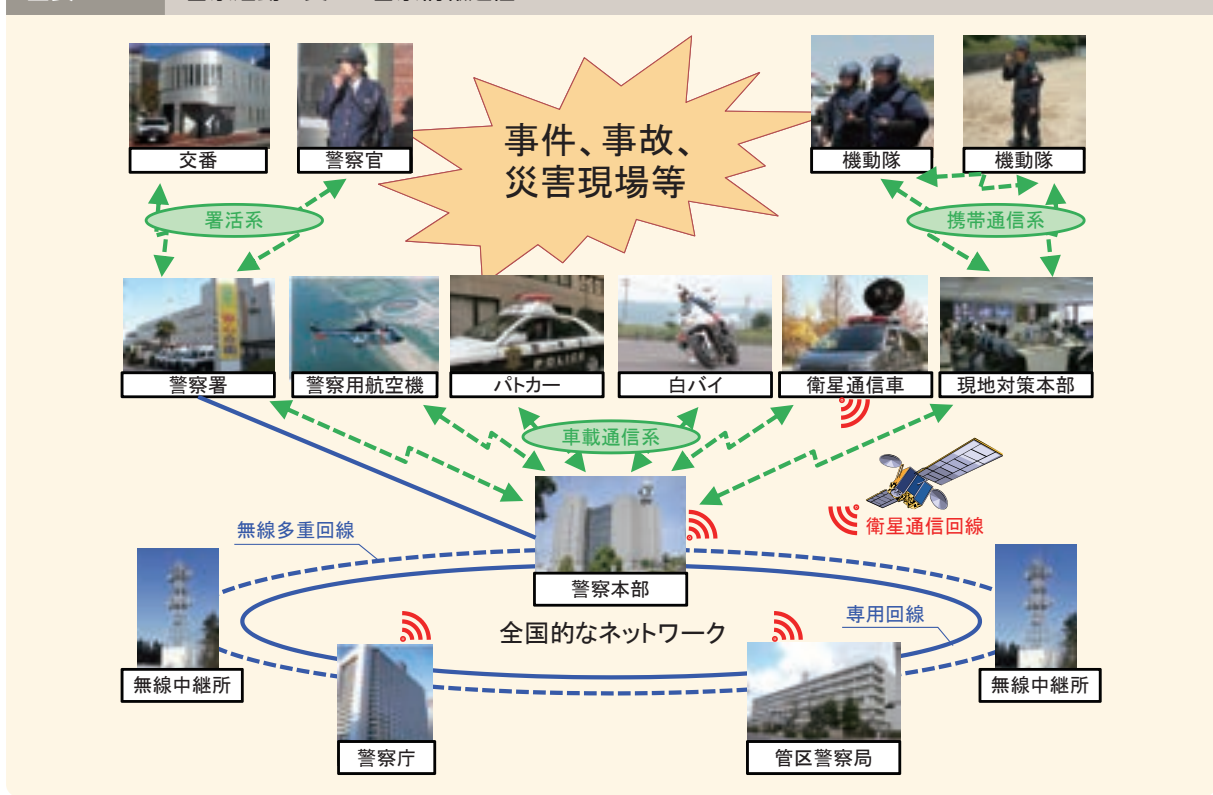 事件、事故、
災害現場等
交番
警察官
機動隊
機動隊
署活系
携帯通信系
警察署
警察用航空機
パトカー
白バイ
衛星通信車
現地対策本部
車載通信系
衛星通信回線
無線多重回線
警察本部
専用回線
全国的なネットワーク
無線中継所
無線中継所
警察庁
管区警察局
POLICE